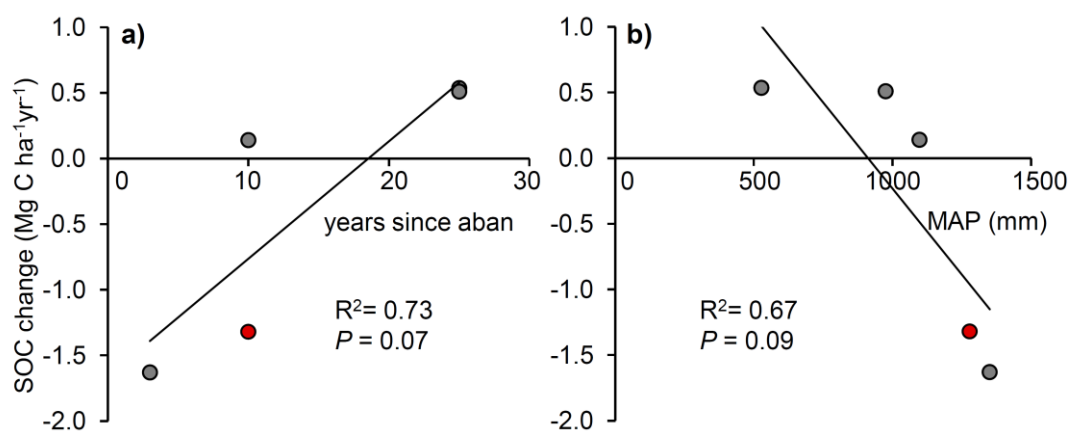 a)
SOC change (Mg C ha⁻¹yr⁻¹)
1.0
0.5
0.0
-0.5
-1.0
-1.5
-2.0
0 10 20 30
years since aban
R²= 0.73
P = 0.07
b)
1.0
0.5
0.0
-0.5
-1.0
-1.5
-2.0
0 500 1000 1500
MAP (mm)
R²= 0.67
P = 0.09